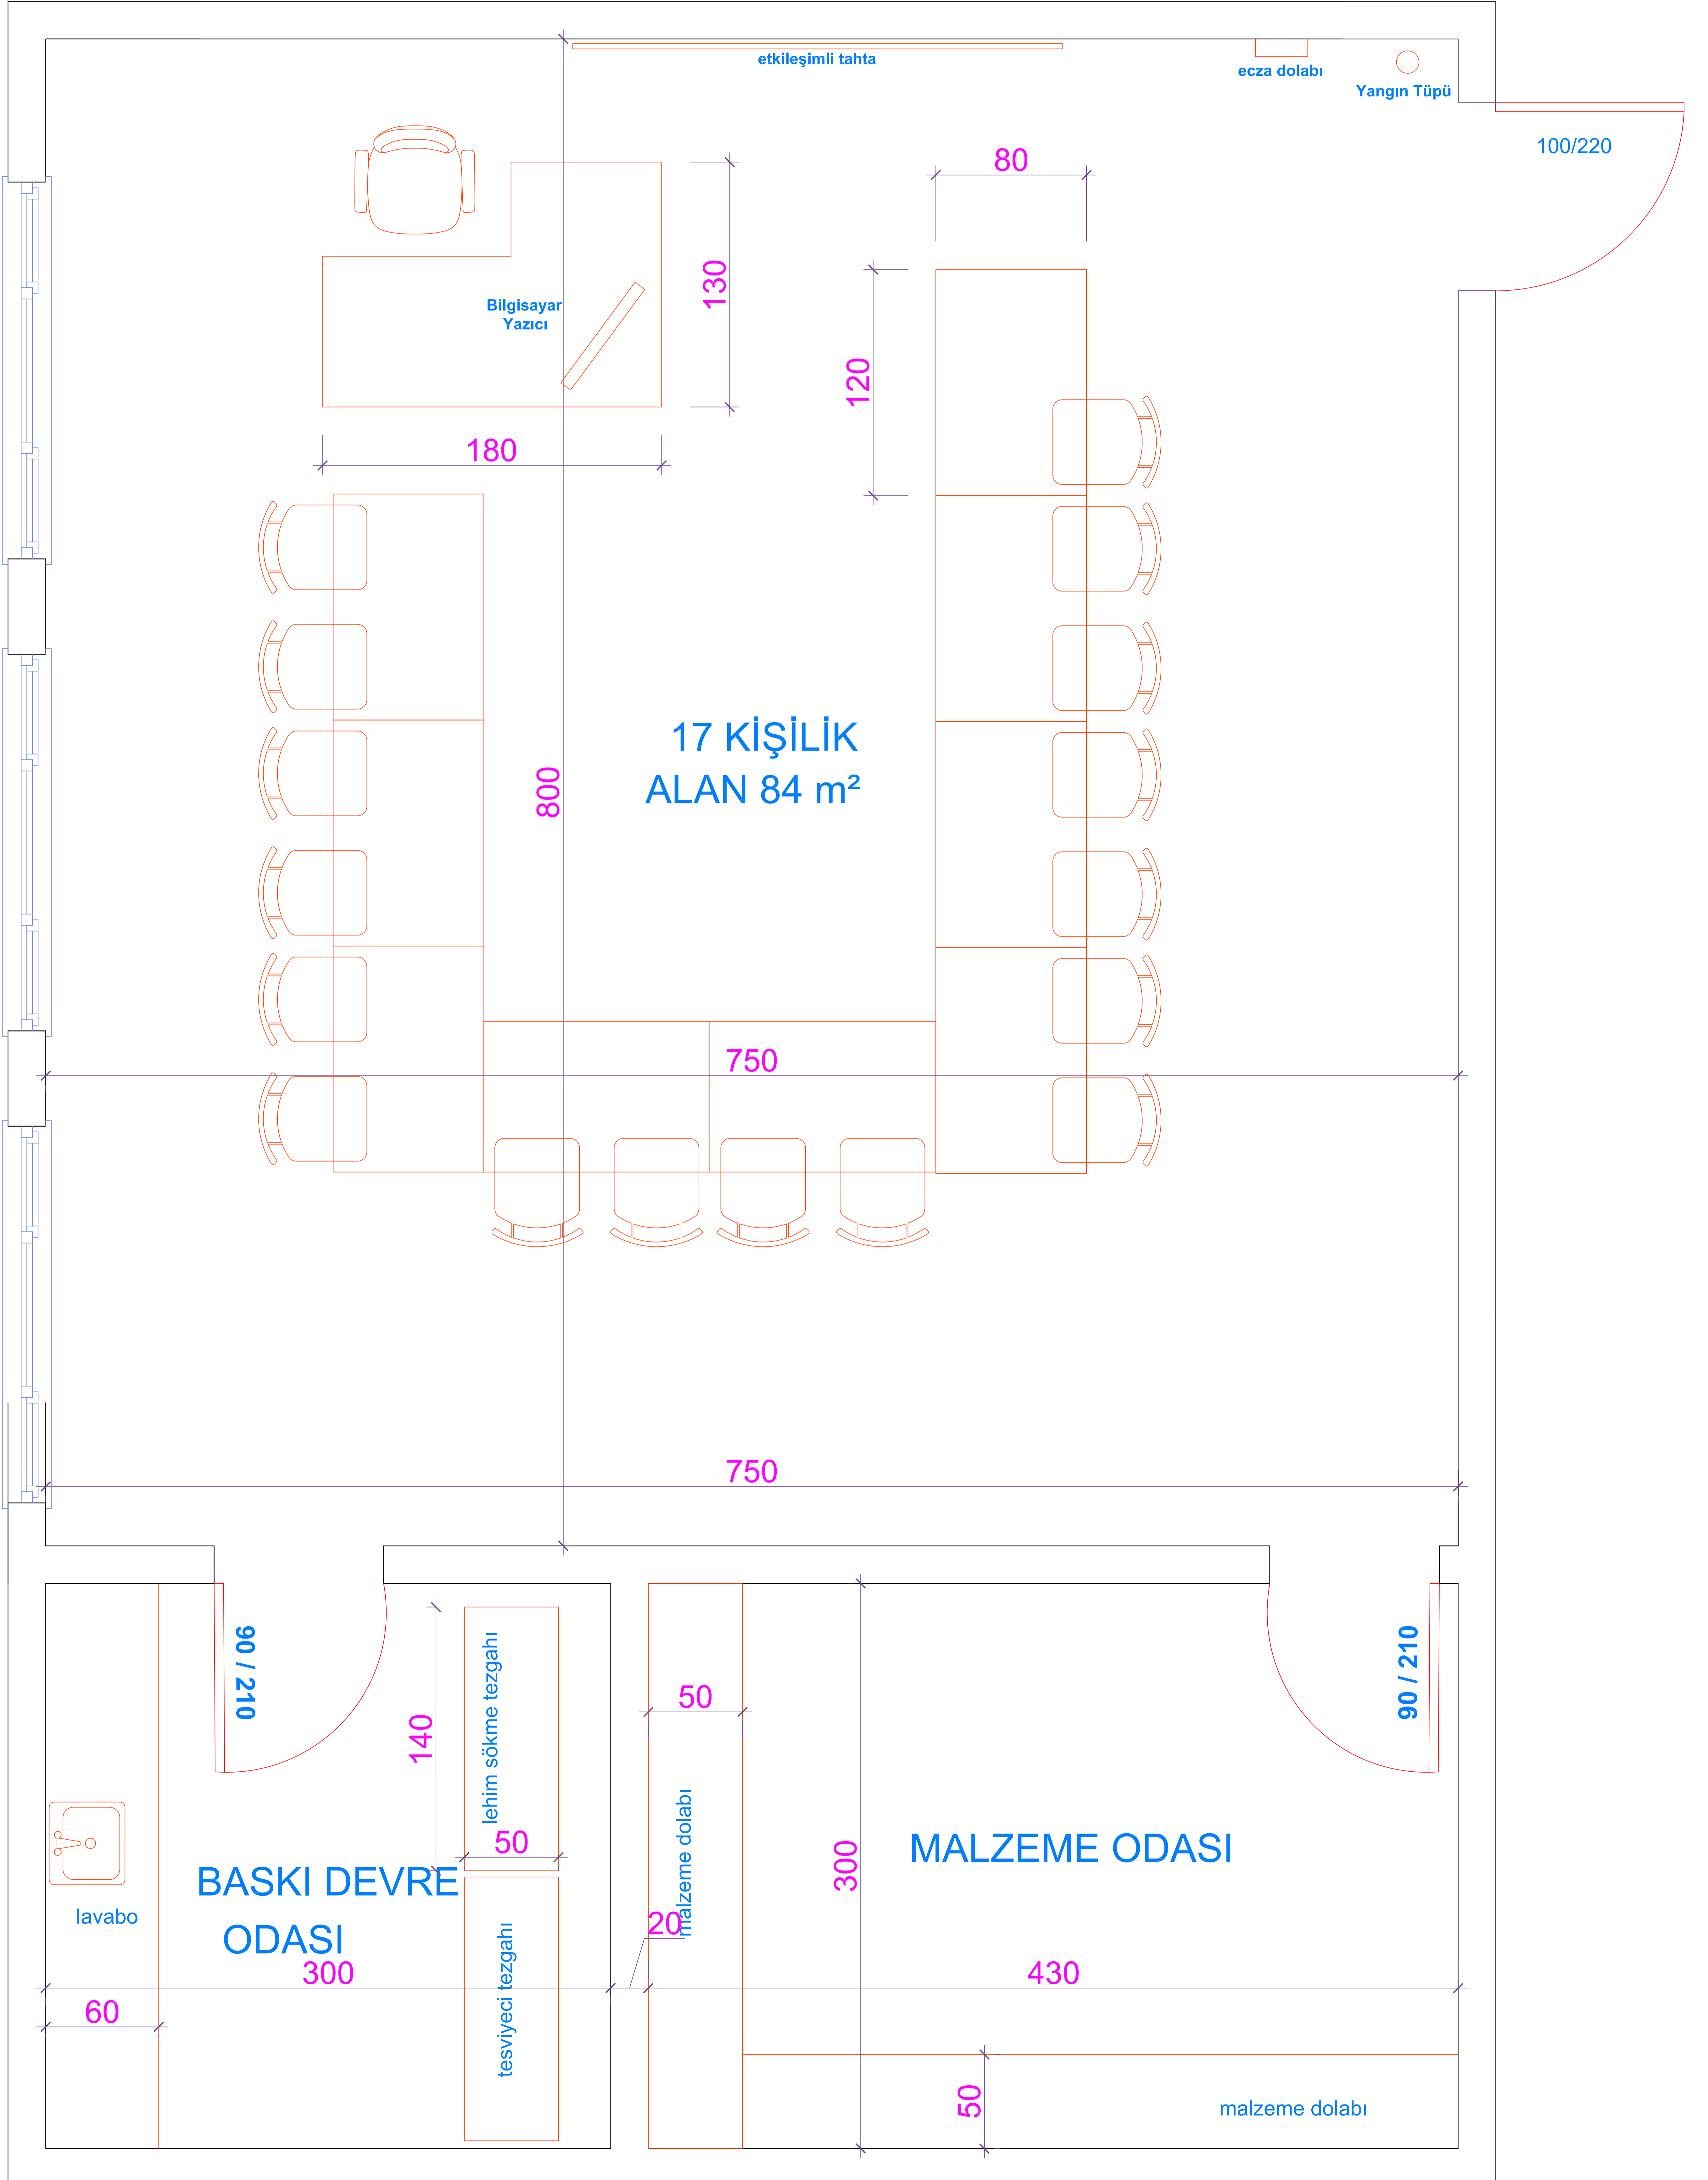 etkileşimli tahta
ecza dolabı
Yangın Tüpü
100/220
80
130
Bilgisayar
Yazıcı
120
180
17 KİŞİLİK
ALAN 84 m²
800
750
750
90 / 210
90 / 210
lehim sökme tezgahı
140
50
50
malzeme dolabı
MALZEME ODASI
300
BASKI DEVRE
ODASI
lavabo
20
tesviyeci tezgahı
300
430
60
50
malzeme dolabı